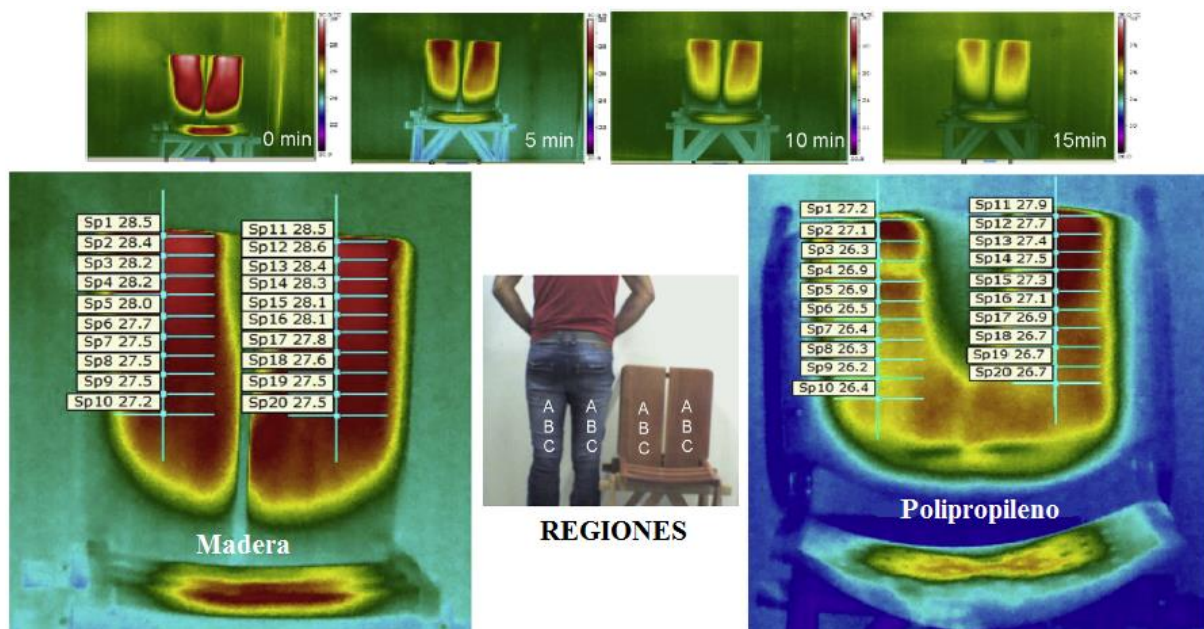 0 min
5 min
10 min
15min
Sp1 28.5
Sp2 28.4
Sp3 28.2
Sp4 28.2
Sp5 28.0
Sp6 27.7
Sp7 27.5
Sp8 27.5
Sp9 27.5
Sp10 27.2
Sp11 28.5
Sp12 28.6
Sp13 28.4
Sp14 28.3
Sp15 28.1
Sp16 28.1
Sp17 27.8
Sp18 27.6
Sp19 27.5
Sp20 27.5
Madera
A A A A
B B B B
C C C C
REGIONES
Sp1 27.2
Sp2 27.1
Sp3 26.3
Sp4 26.9
Sp5 26.9
Sp6 26.5
Sp7 26.4
Sp8 26.3
Sp9 26.2
Sp10 26.4
Sp11 27.9
Sp12 27.7
Sp13 27.4
Sp14 27.5
Sp15 27.3
Sp16 27.1
Sp17 26.9
Sp18 26.7
Sp19 26.7
Sp20 26.7
Polipropileno